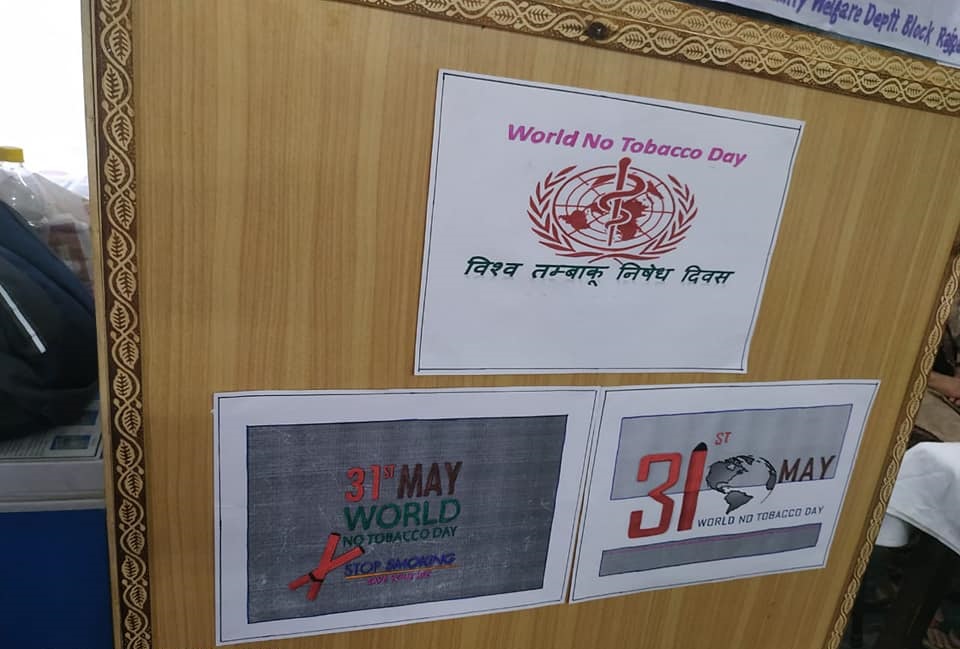 Welfare Deptt. Block
World No Tobacco Day
विश्व तम्बाकू निषेध दिवस
31ST MAY
WORLD
NO TOBACCO DAY
STOP SMOKING
31ST MAY
WORLD NO TOBACCO DAY